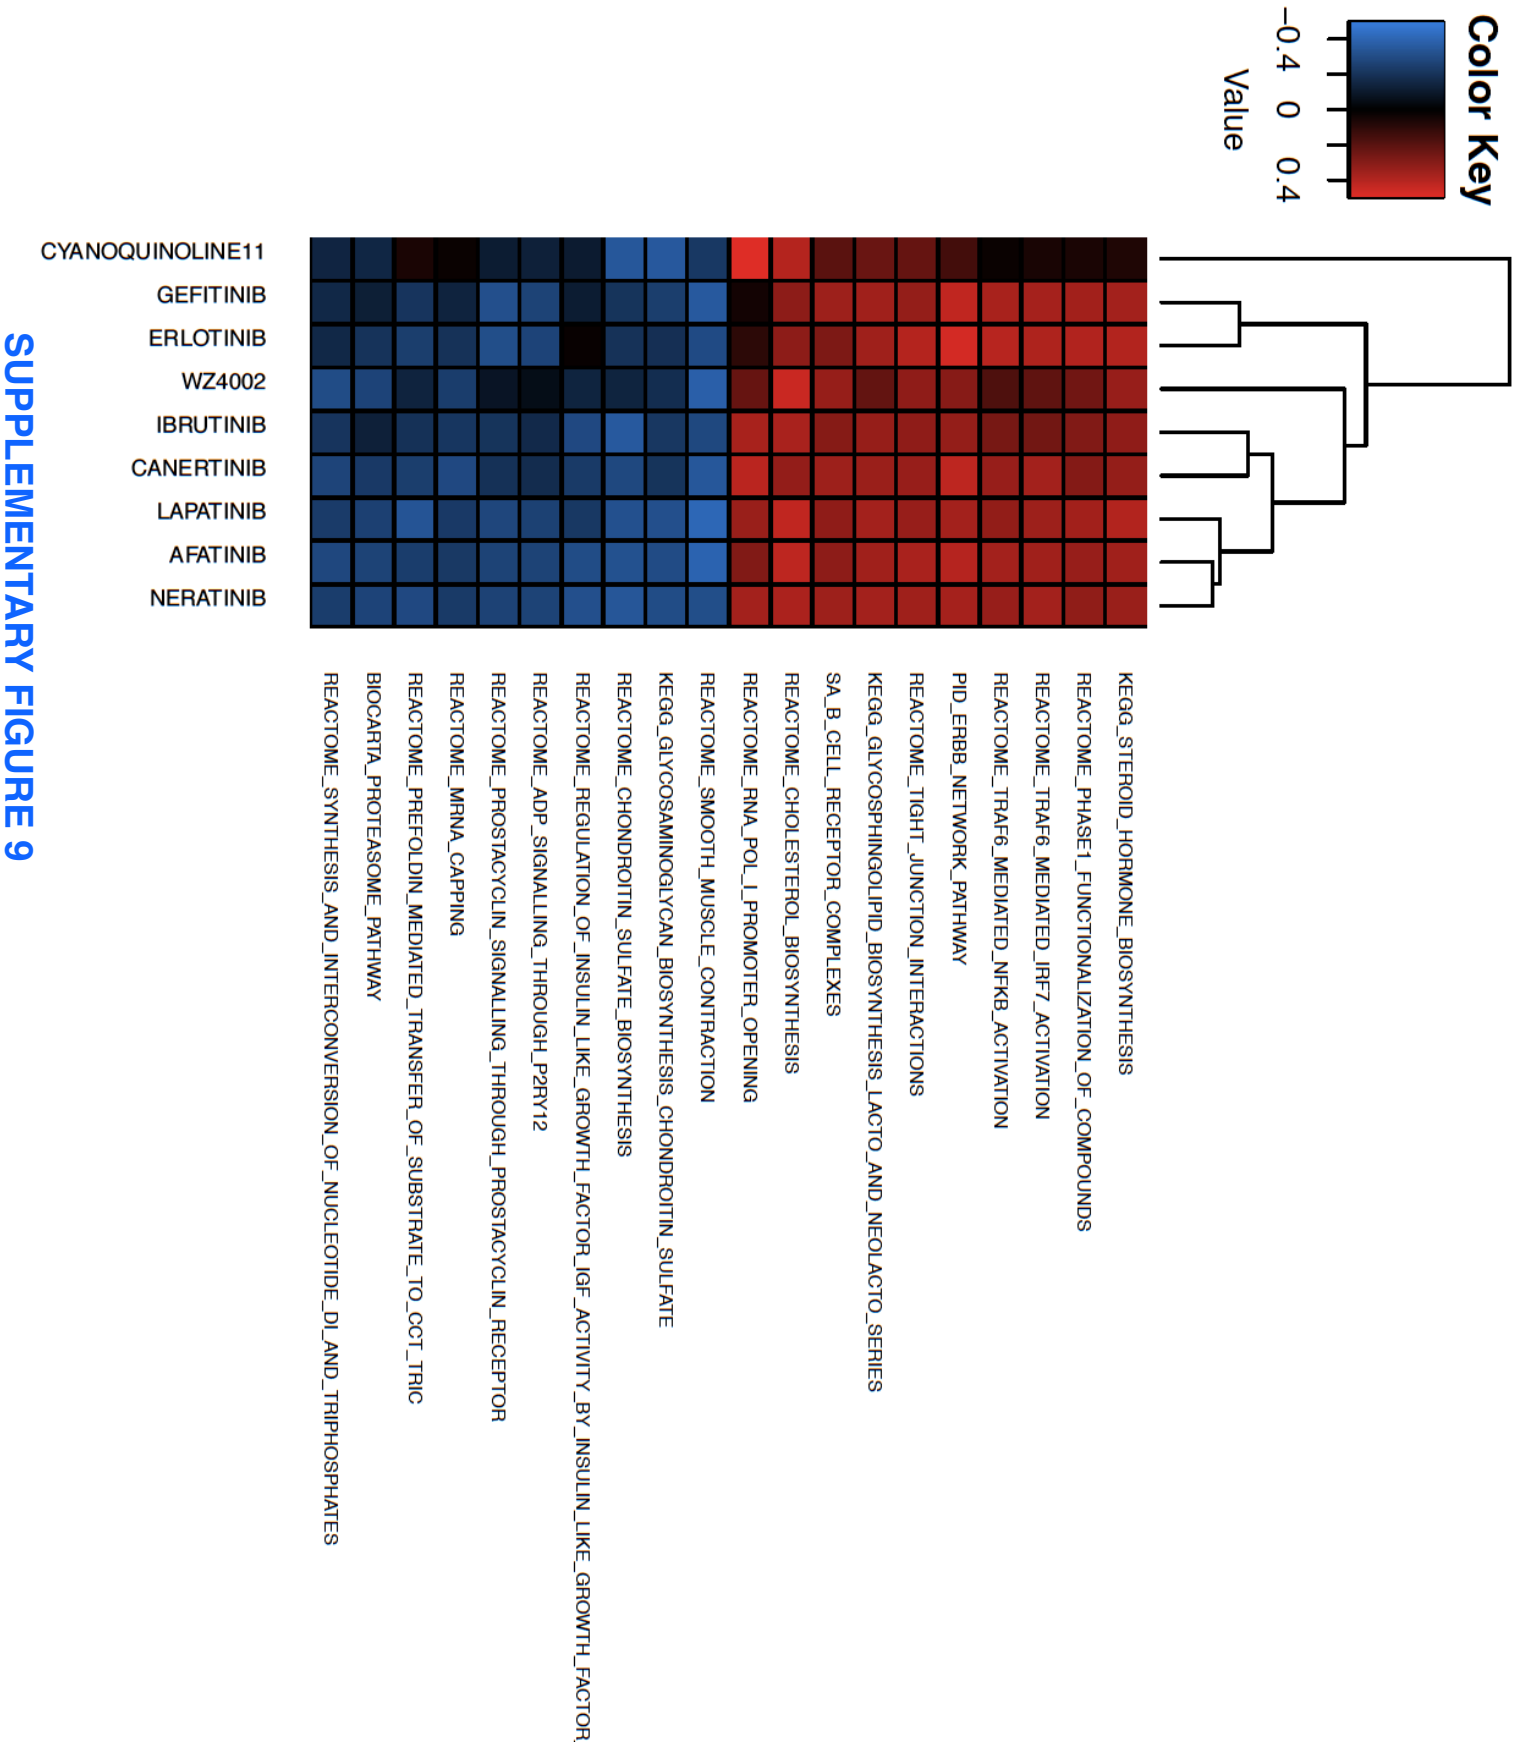 Color Key
−0.4 0 0.4
Value
CYANOQUINOLINE11
GEFITINIB
ERLOTINIB
WZ4002
IBRUTINIB
CANERTINIB
LAPATINIB
AFATINIB
NERATINIB
KEGG_STEROID_HORMONE_BIOSYNTHESIS
REACTOME_PHASE1_FUNCTIONALIZATION_OF_COMPOUNDS
REACTOME_TRAF6_MEDIATED_IRF7_ACTIVATION
REACTOME_TRAF6_MEDIATED_NFKB_ACTIVATION
PID_ERBB_NETWORK_PATHWAY
REACTOME_TIGHT_JUNCTION_INTERACTIONS
KEGG_GLYCOSPHINGOLIPID_BIOSYNTHESIS_LACTO_AND_NEOLACTO_SERIES
SA_B_CELL_RECEPTOR_COMPLEXES
REACTOME_CHOLESTEROL_BIOSYNTHESIS
REACTOME_RNA_POL_I_PROMOTER_OPENING
REACTOME_SMOOTH_MUSCLE_CONTRACTION
KEGG_GLYCOSAMINOGLYCAN_BIOSYNTHESIS_CHONDROITIN_SULFATE
REACTOME_CHONDROITIN_SULFATE_BIOSYNTHESIS
REACTOME_REGULATION_OF_INSULIN_LIKE_GROWTH_FACTOR_IGF_ACTIVITY_BY_INSULIN_LIKE_GROWTH_FACTOR_
REACTOME_ADP_SIGNALLING_THROUGH_P2RY12
REACTOME_PROSTACYCLIN_SIGNALLING_THROUGH_PROSTACYCLIN_RECEPTOR
REACTOME_MRNA_CAPPING
REACTOME_PREFOLDIN_MEDIATED_TRANSFER_OF_SUBSTRATE_TO_CCT_TRIC
BIOCARTA_PROTEASOME_PATHWAY
REACTOME_SYNTHESIS_AND_INTERCONVERSION_OF_NUCLEOTIDE_DI_AND_TRIPHOSPHATES
SUPPLEMENTARY FIGURE 9